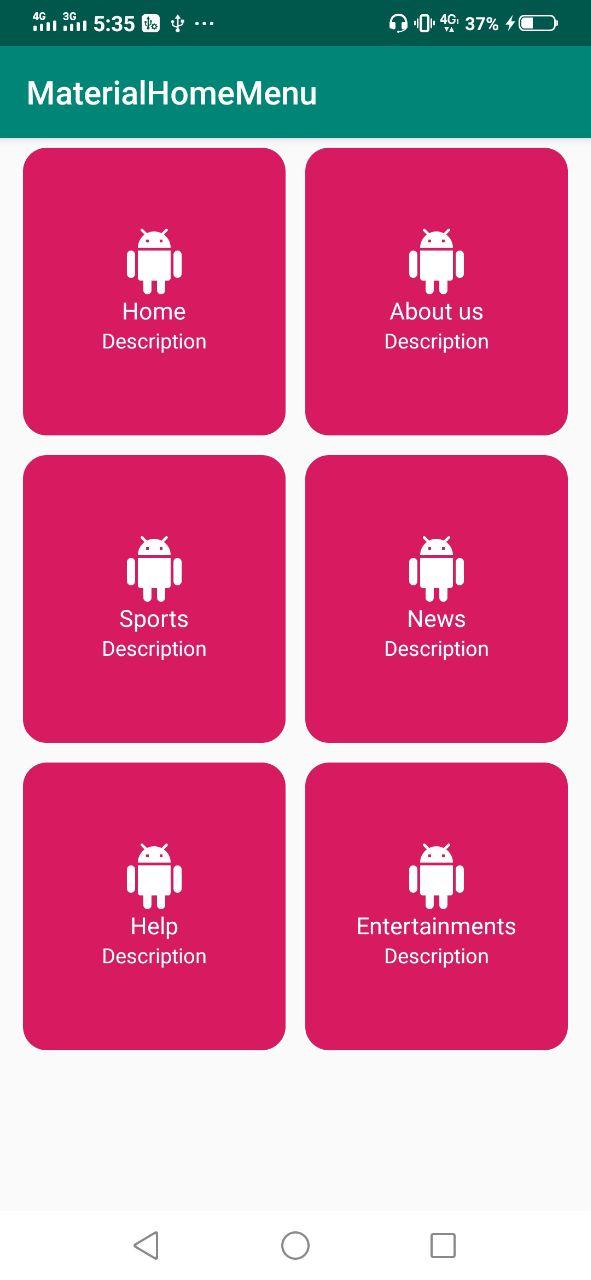 4G 3G 5:35 4G 37%
MaterialHomeMenu
Home
Description
About us
Description
Sports
Description
News
Description
Help
Description
Entertainments
Description